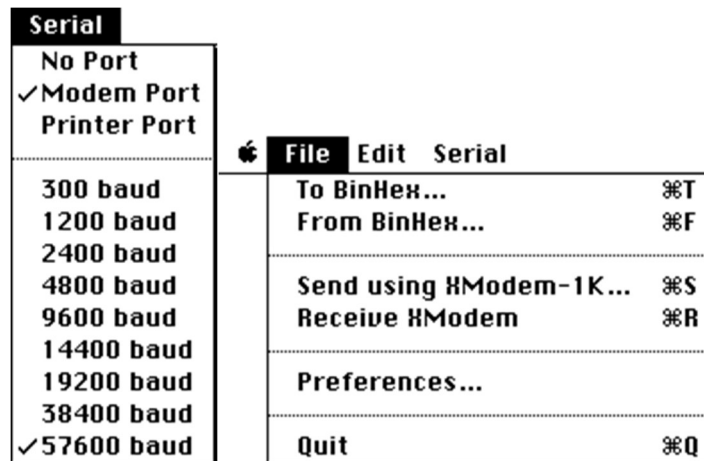 Serial
No Port
✓Modem Port
Printer Port
300 baud
1200 baud
2400 baud
4800 baud
9600 baud
14400 baud
19200 baud
38400 baud
✓57600 baud
File Edit Serial
To BinHex... ⌘T
From BinHex... ⌘F
Send using XModem-1K... ⌘S
Receive XModem ⌘R
Preferences...
Quit ⌘Q